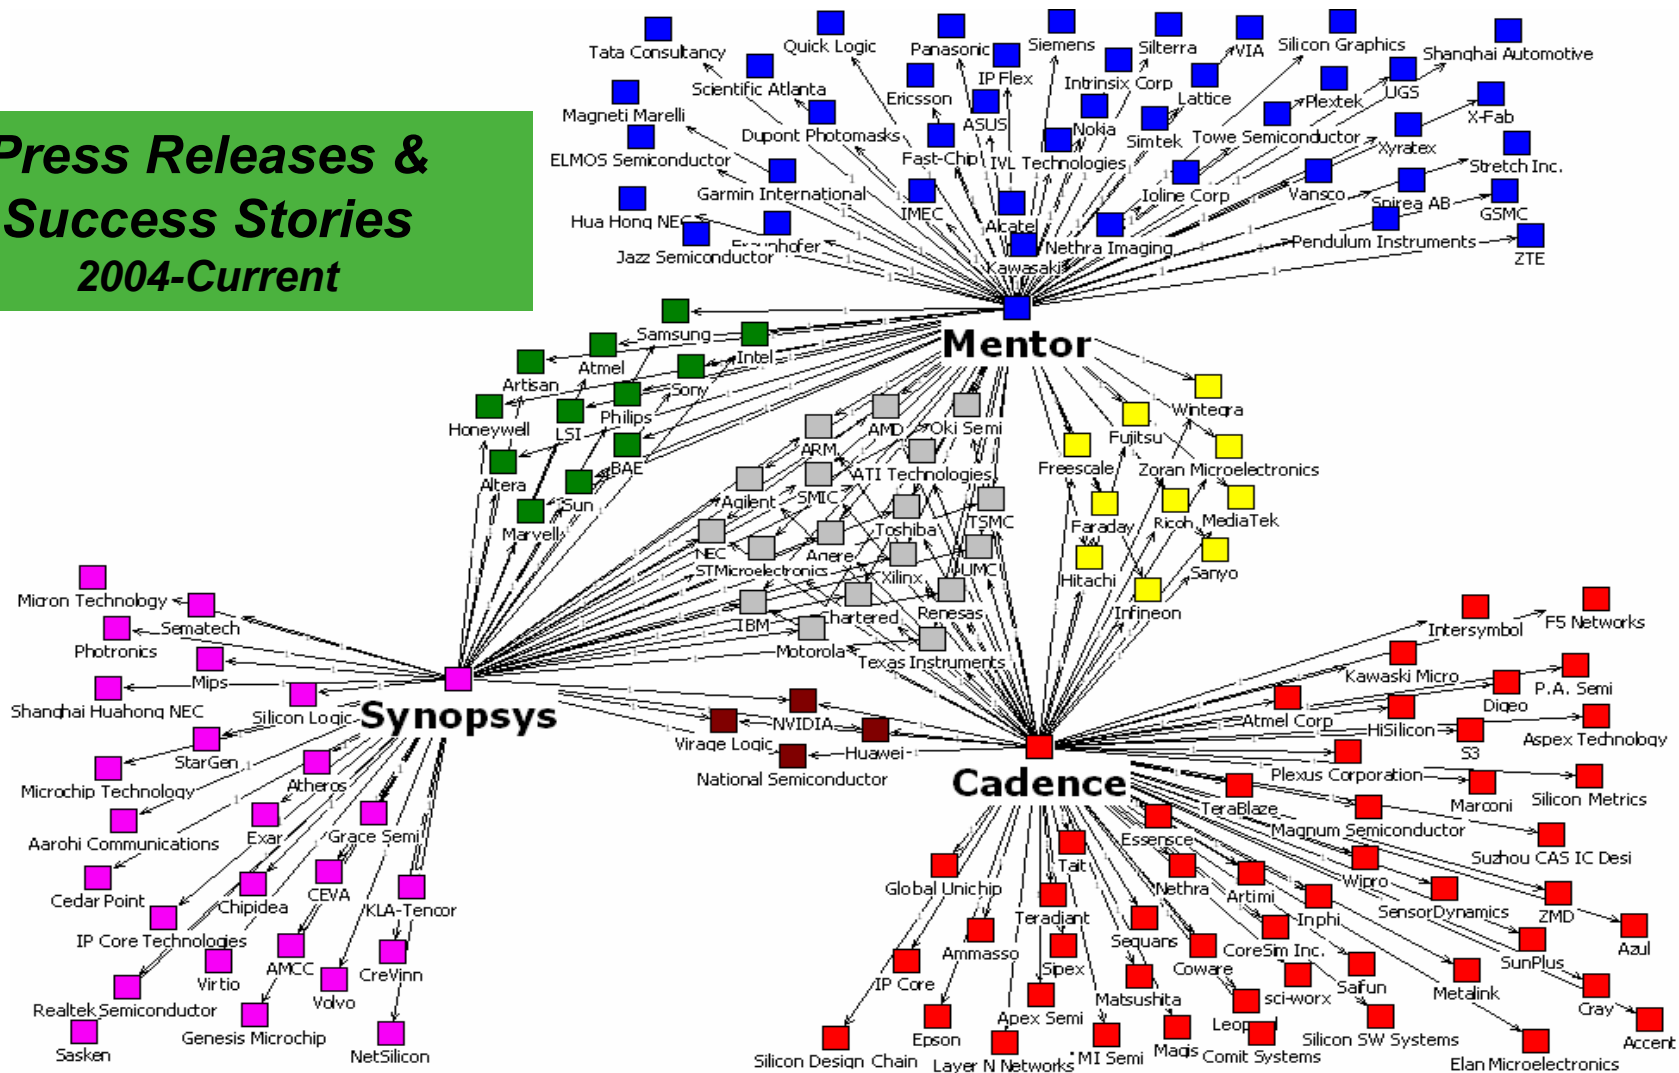 Press Releases &
Success Stories
2004-Current
Tata Consultancy
Quick Logic
Panasonic
Siemens
Silterra
VIA
Silicon Graphics
Shanghai Automotive
Scientific Atlanta
IP Flex
Intrinsix Corp
Lattice
Plextek
UGS
Magneti Marelli
Ericsson
ASUS
Nokia
Simtek
Towe Semiconductor
X-Fab
Dupont Photomasks
Fast-Chip
IVL Technologies
Xyratex
ELMOS Semiconductor
Stretch Inc.
Garmin International
IMEC
Ioline Corp
Vansco
Spirea AB
GSMC
Hua Hong NEC
Alcatel
Jazz Semiconductor
Fraunhofer
Kawasaki
Nethra Imaging
Pendulum Instruments
ZTE
Samsung
Intel
Mentor
Atmel
Artisan
Sony
Honeywell
LSI
Philips
Altera
BAE
Sun
Marvell
AMD
Oki Semi
ARM
ATI Technologies
Agilent
SMIC
Toshiba
TSMC
NEC
STMicroelectronics
Agere
Xilinx
UMC
IBM
Chartered
Renesas
Motorola
Texas Instruments
Wintegra
Fujitsu
Freescale
Zoran Microelectronics
Faraday
Ricoh
MediaTek
Hitachi
Sanyo
Infineon
Micron Technology
Sematech
Photronics
Mips
Shanghai Huahong NEC
Silicon Logic
Synopsys
StarGen
Microchip Technology
Atheros
Aarohi Communications
Exar
Grace Semi
Cedar Point
Chipidea
CEVA
KLA-Tencor
IP Core Technologies
Virtio
AMCC
CreVinn
Volvo
Realtek Semiconductor
Genesis Microchip
Sasken
NetSilicon
NVIDIA
Virage Logic
Huawei
National Semiconductor
Cadence
Intersymbol
F5 Networks
Kawaski Micro
P.A. Semi
Digeo
Atmel Corp
HiSilicon
S3
Aspex Technology
Plexus Corporation
Marconi
Silicon Metrics
TeraBlaze
Magnum Semiconductor
Suzhou CAS IC Desi
Essensce
Tait
Wipro
Global Unichip
Teradiant
Nethra
Artimi
Inphi
SensorDynamics
ZMD
Azul
Ammasso
Sipex
Sequans
Coware
CoreSim Inc.
SunPlus
IP Core
Apex Semi
Matsushita
sci-worx
Saifun
Metalink
Cray
Epson
Silicon Design Chain
Layer N Networks
MI Semi
Magis
Comit Systems
Silicon SW Systems
Elan Microelectronics
Accent